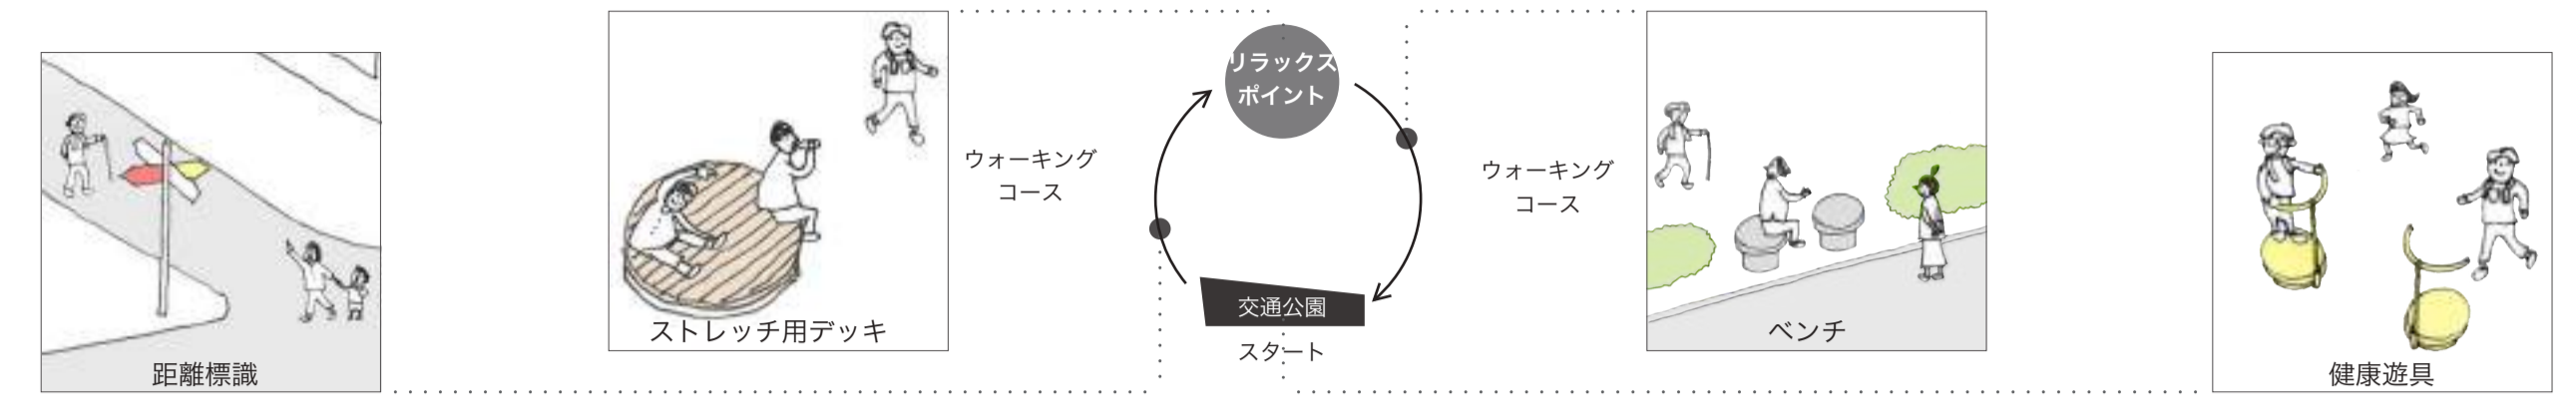 距離標識
ストレッチ用デッキ
ウォーキング
コース
リラックス
ポイント
交通公園
スタート
ウォーキング
コース
ベンチ
健康遊具